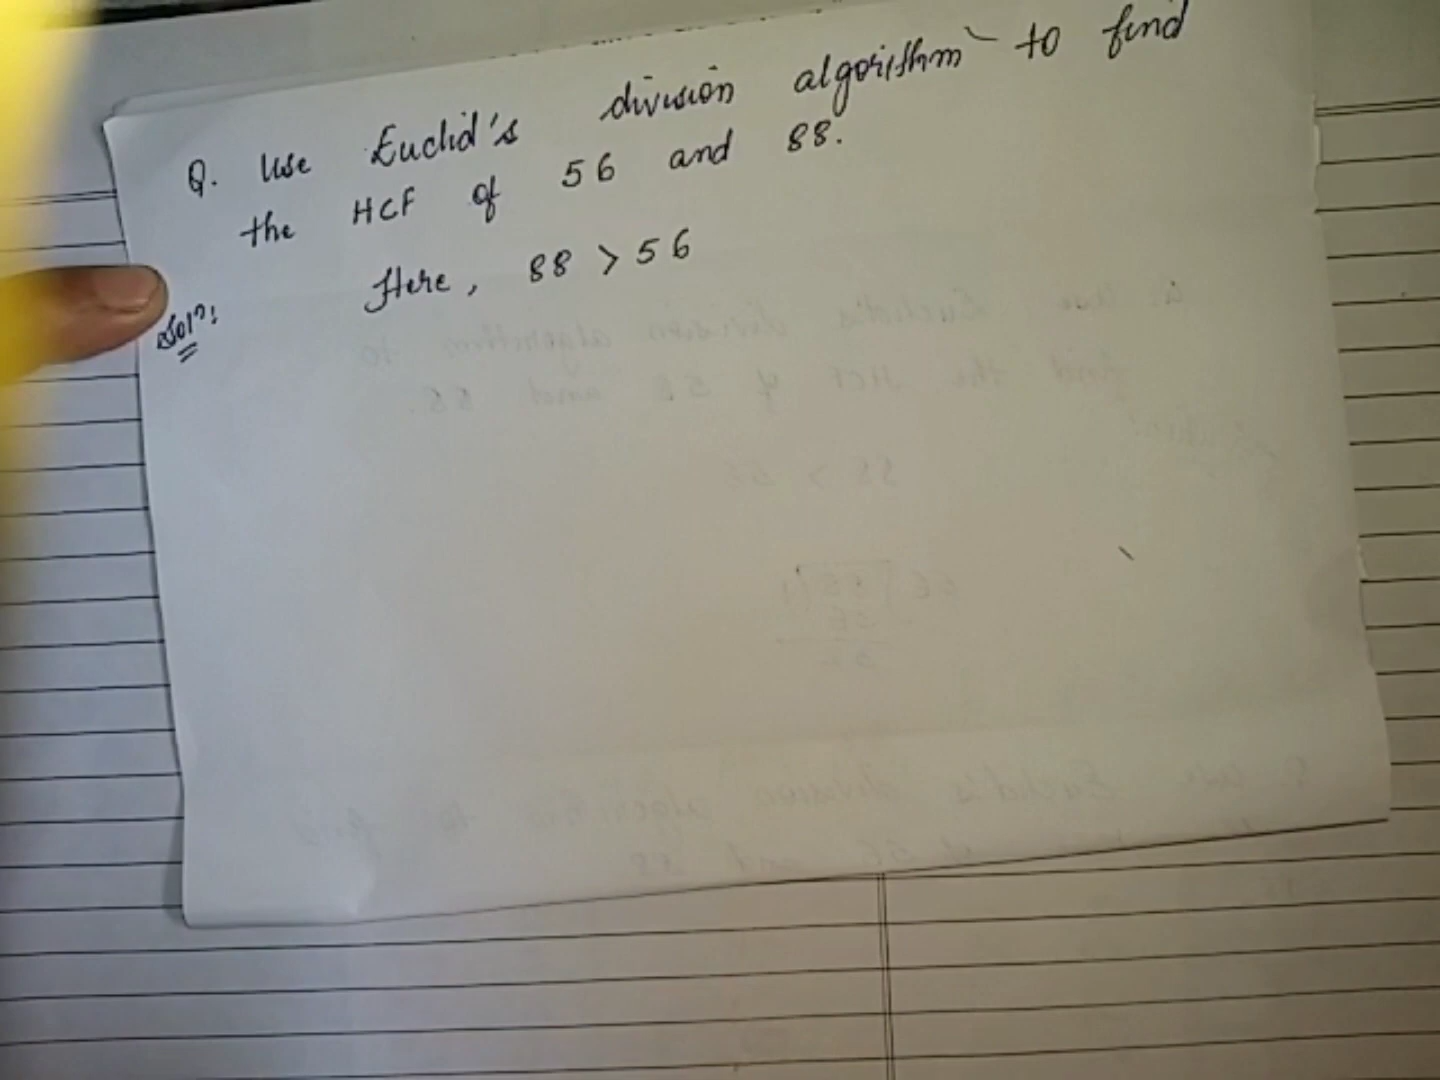 Q. Use Euclid's division algorithm to find
the HCF of 56 and 88.
Soln: Here, 88 > 56